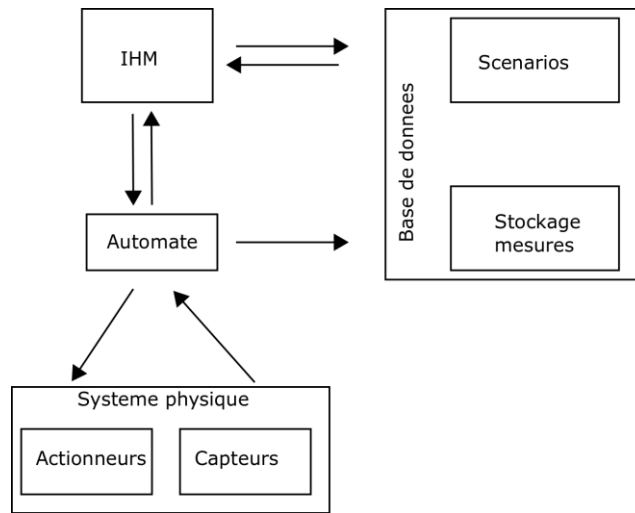 IHM
Scenarios
Base de donnees
Automate
Stockage
mesures
Systeme physique
Actionneurs
Capteurs